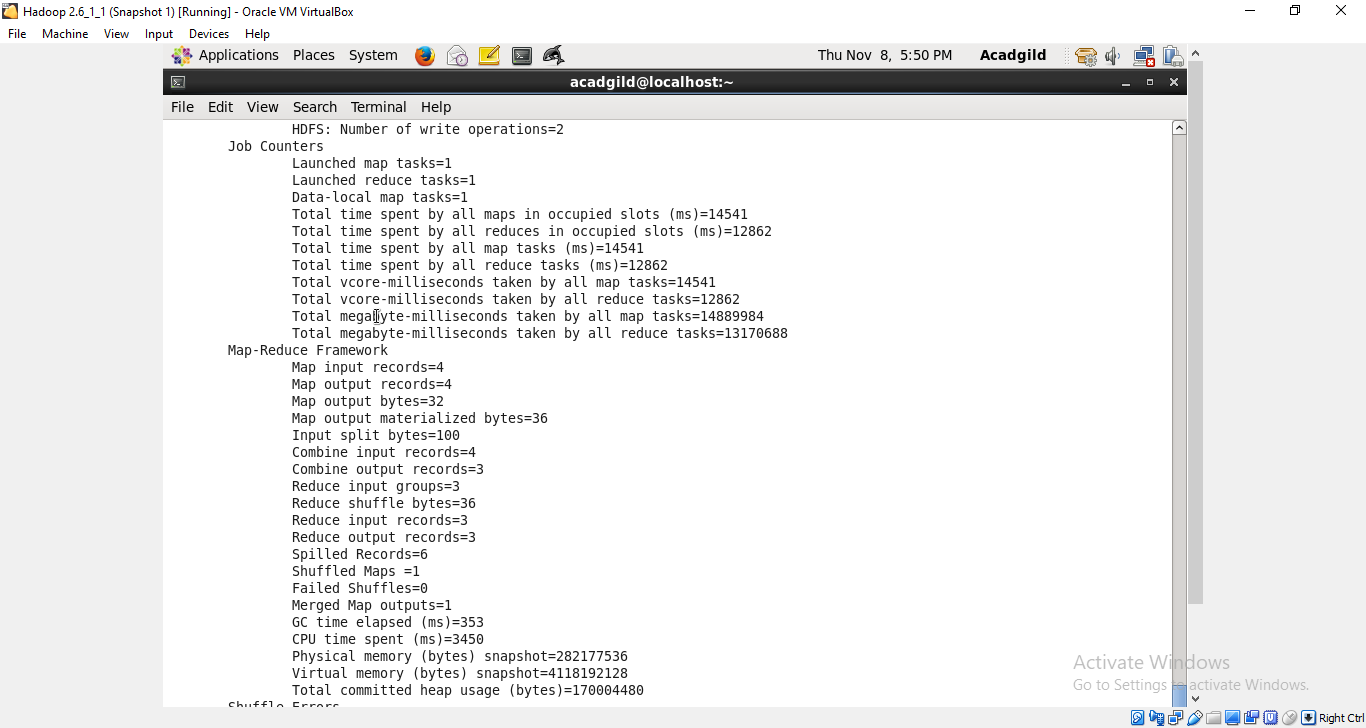 Hadoop 2.6_1_1 (Snapshot 1) [Running] - Oracle VM VirtualBox
File Machine View Input Devices Help
Applications Places System Thu Nov 8, 5:50 PM Acadgild
acadgild@localhost:~
File Edit View Search Terminal Help
HDFS: Number of write operations=2
Job Counters
Launched map tasks=1
Launched reduce tasks=1
Data-local map tasks=1
Total time spent by all maps in occupied slots (ms)=14541
Total time spent by all reduces in occupied slots (ms)=12862
Total time spent by all map tasks (ms)=14541
Total time spent by all reduce tasks (ms)=12862
Total vcore-milliseconds taken by all map tasks=14541
Total vcore-milliseconds taken by all reduce tasks=12862
Total megabyte-milliseconds taken by all map tasks=14889984
Total megabyte-milliseconds taken by all reduce tasks=13170688
Map-Reduce Framework
Map input records=4
Map output records=4
Map output bytes=32
Map output materialized bytes=36
Input split bytes=100
Combine input records=4
Combine output records=3
Reduce input groups=3
Reduce shuffle bytes=36
Reduce input records=3
Reduce output records=3
Spilled Records=6
Shuffled Maps =1
Failed Shuffles=0
Merged Map outputs=1
GC time elapsed (ms)=353
CPU time spent (ms)=3450
Physical memory (bytes) snapshot=282177536
Virtual memory (bytes) snapshot=4118192128
Total committed heap usage (bytes)=170004480
Shuffle Errors
Activate Windows
Go to Settings to activate Windows.
Right Ctrl